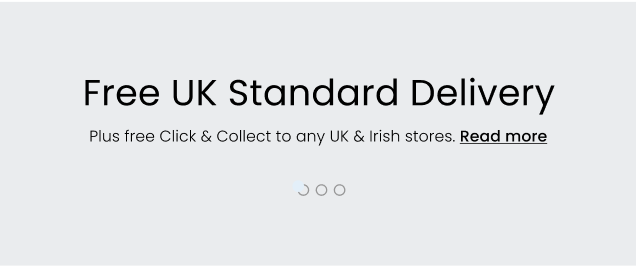 Free UK Standard Delivery
Plus free Click & Collect to any UK & Irish stores. Read more